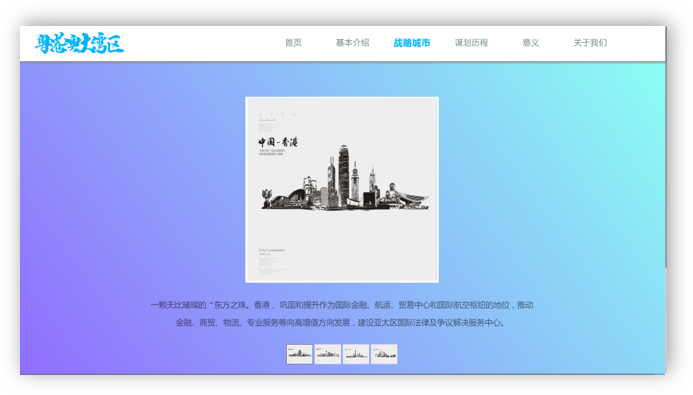 粤港澳大湾区
首页 基本介绍 战略城市 谋划历程 意义 关于我们
中国-香港
City Landmarks
一颗无比璀璨的“东方之珠。香港，巩固和提升作为国际金融、航运、贸易中心和国际航空枢纽的地位，推动
金融、商贸、物流、专业服务等向高增值方向发展，建设亚太区国际法律及争议解决服务中心。